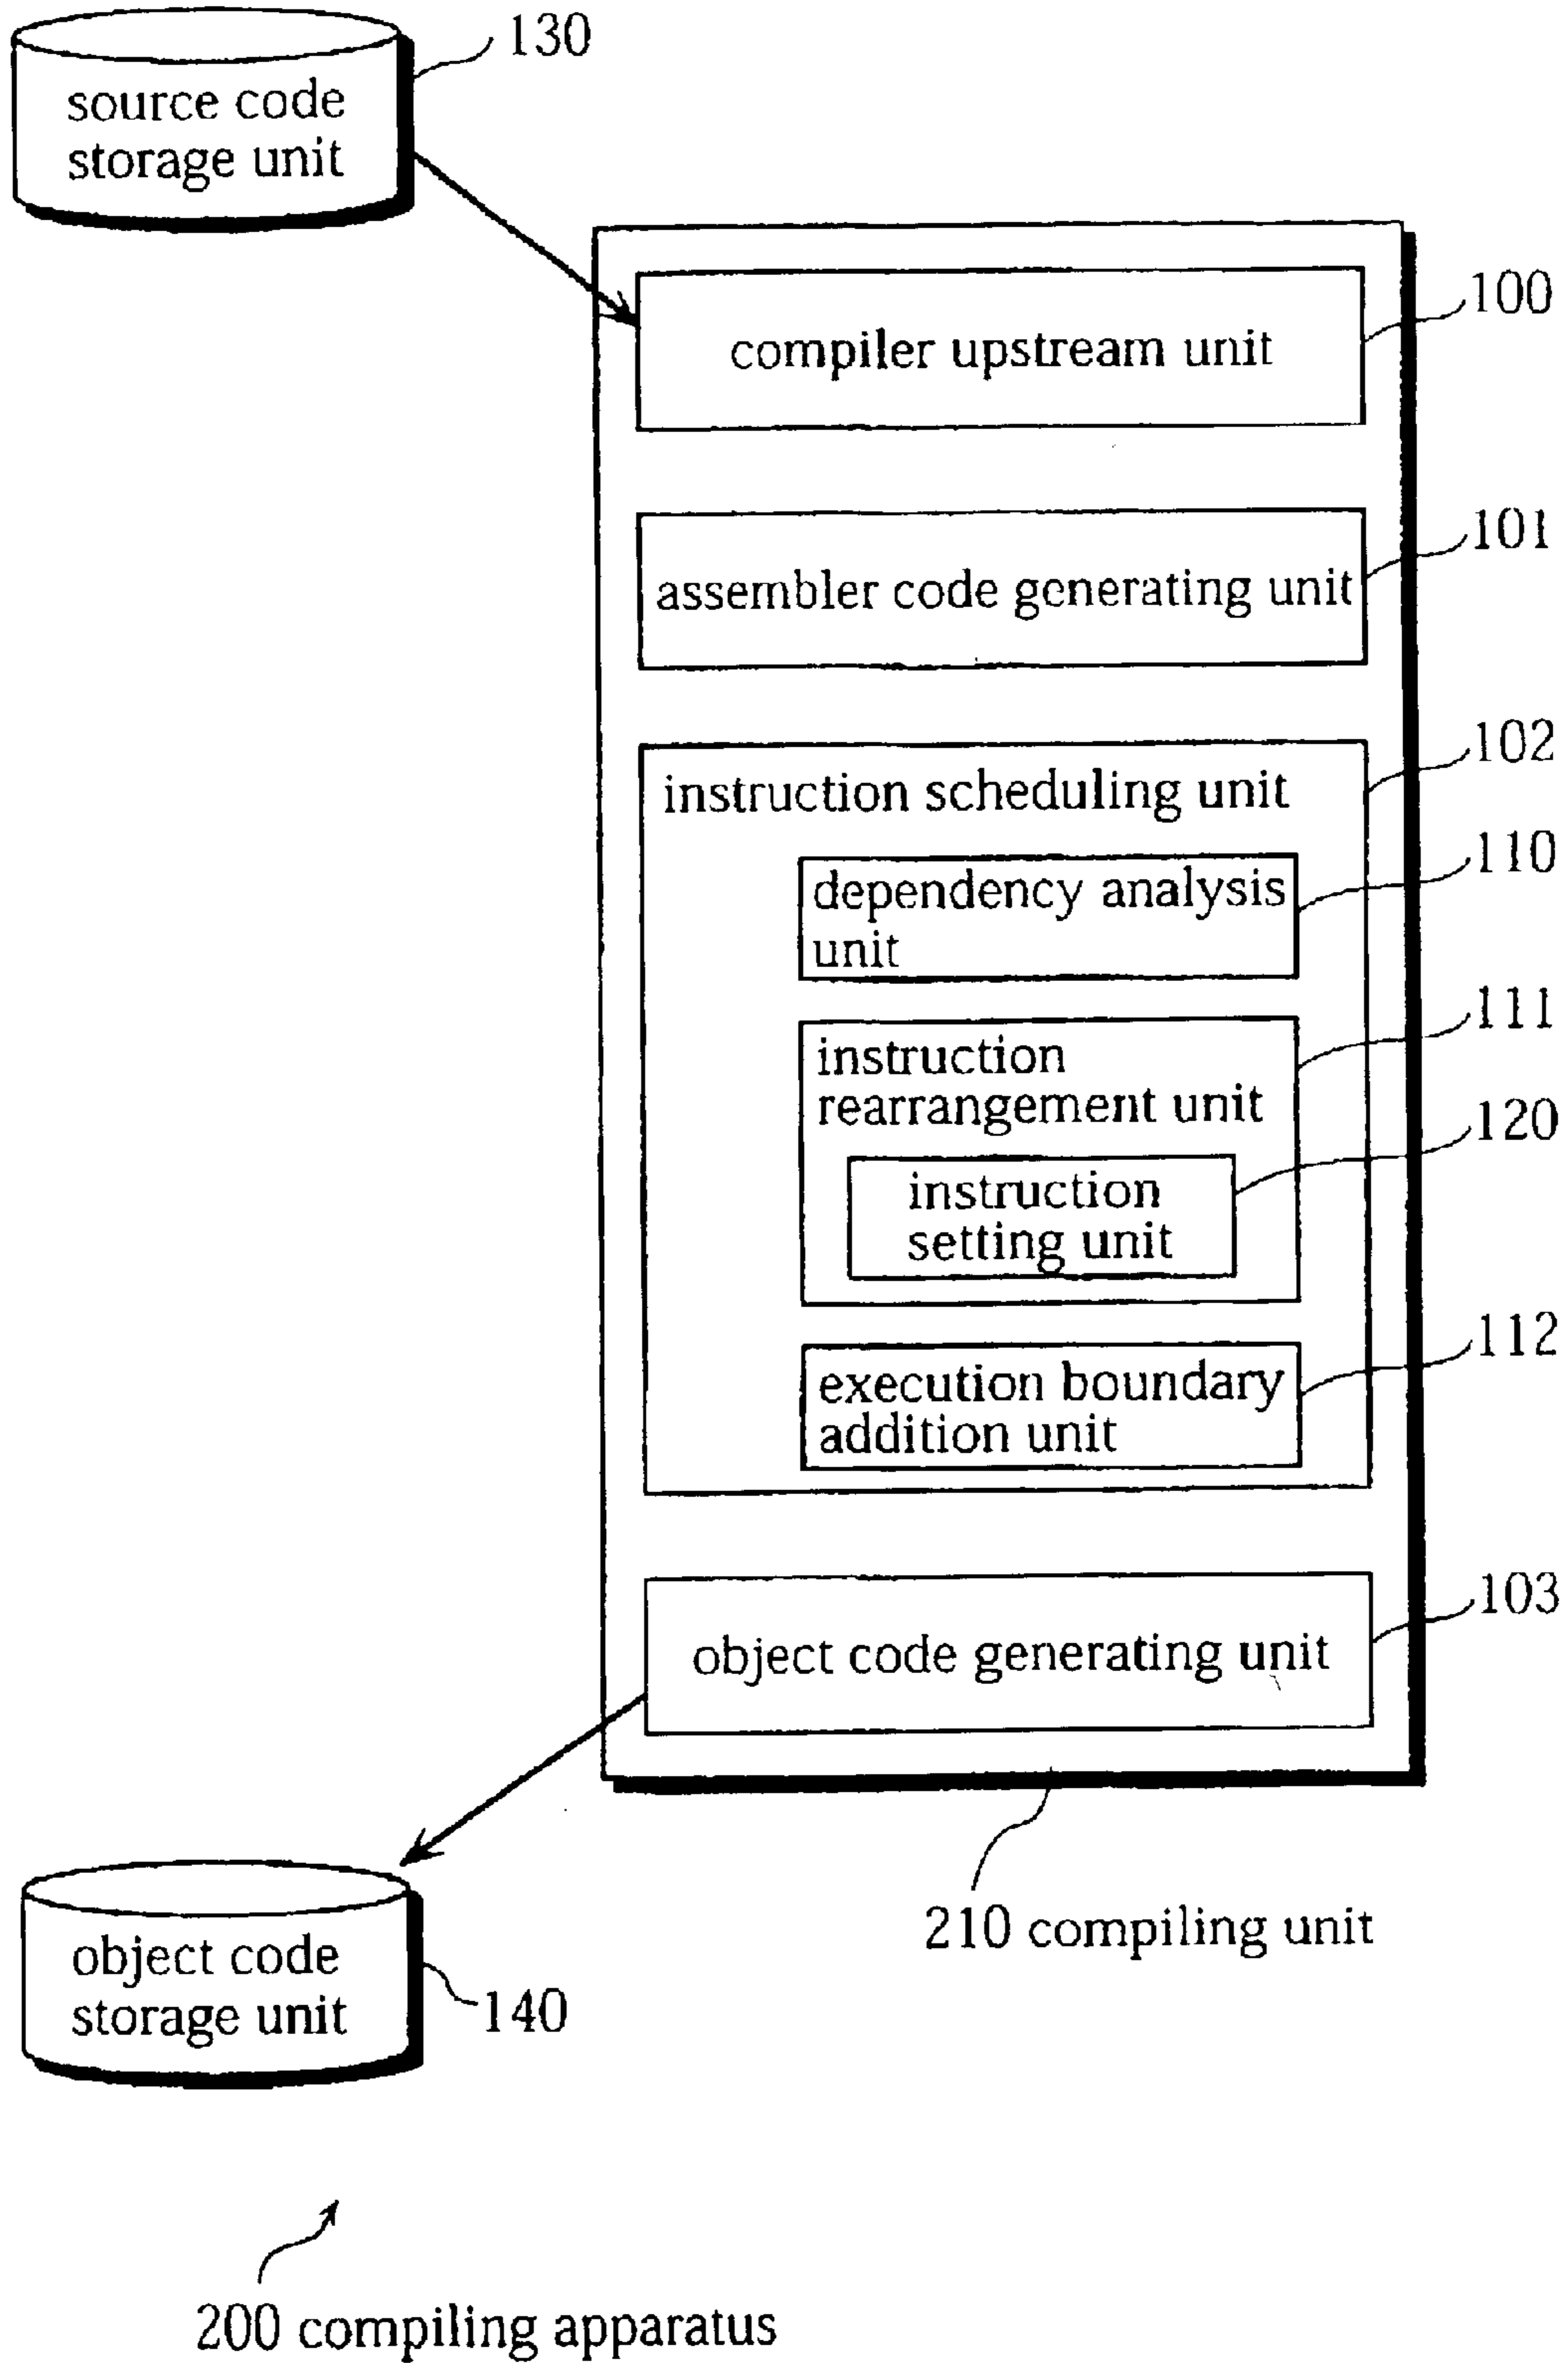 130
source code
storage unit
100
compiler upstream unit
101
assembler code generating unit
102
instruction scheduling unit
110
dependency analysis
unit
111
instruction
rearrangement unit
120
instruction
setting unit
112
execution boundary
addition unit
103
object code generating unit
210 compiling unit
object code
storage unit
140
200 compiling apparatus